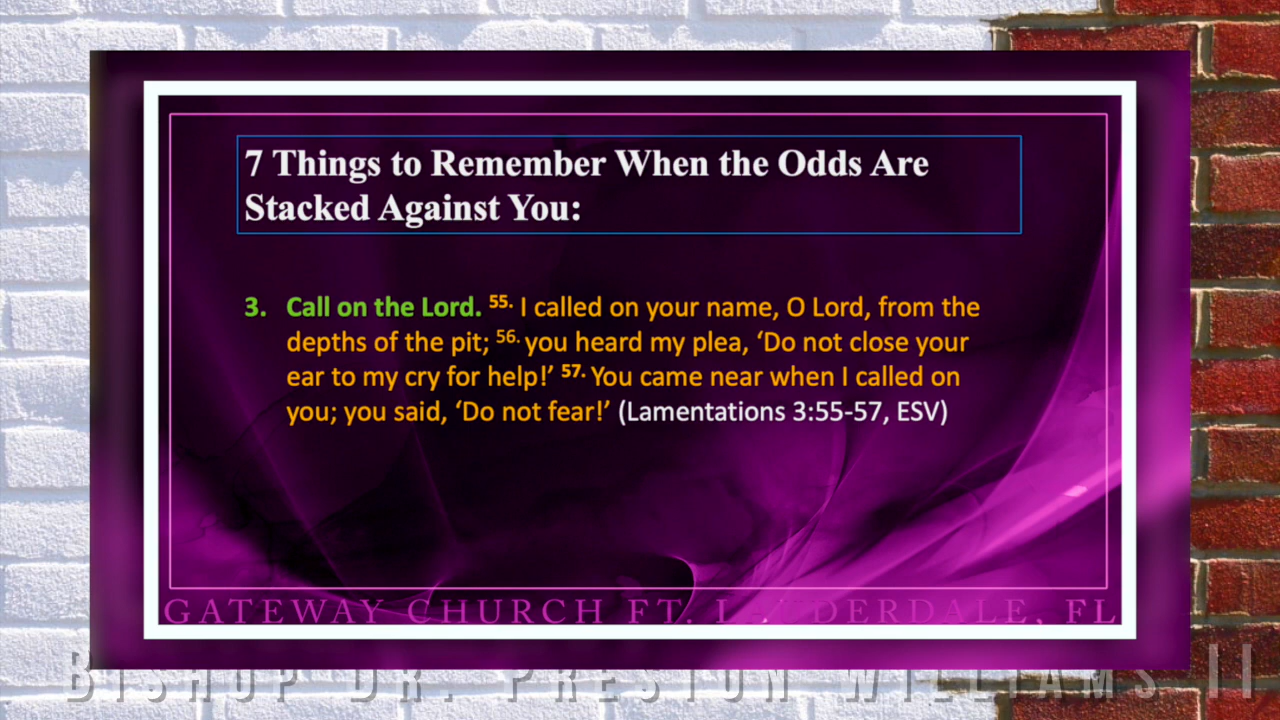 7 Things to Remember When the Odds Are
Stacked Against You:
3. Call on the Lord. 55. I called on your name, O Lord, from the
depths of the pit; 56. you heard my plea, ‘Do not close your
ear to my cry for help!’ 57. You came near when I called on
you; you said, ‘Do not fear!’ (Lamentations 3:55-57, ESV)
GATEWAY CHURCH FT. LAUDERDALE, FL
BISHOP DR. PRESTON WILLIAMS II